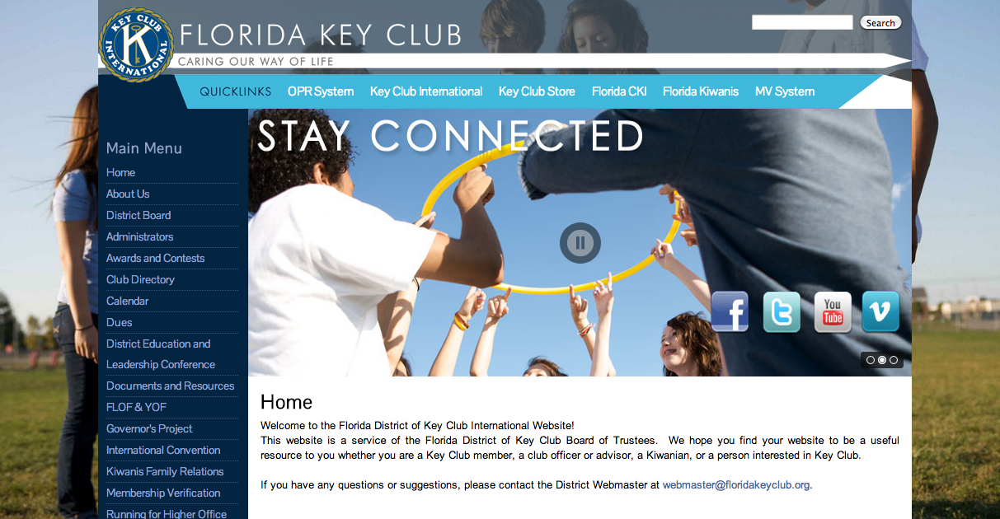 KEY CLUB
INTERNATIONAL
K
FLORIDA KEY CLUB
Search
CARING OUR WAY OF LIFE
QUICKLINKS OPR System Key Club International Key Club Store Florida CKI Florida Kiwanis MV System
STAY CONNECTED
Main Menu
Home
About Us
District Board
Administrators
Awards and Contests
Club Directory
Calendar
Dues
District Education and
Leadership Conference
Documents and Resources
FLOF & YOF
Governor's Project
International Convention
Kiwanis Family Relations
Membership Verification
Running for Higher Office
f t You Tube v
Home
Welcome to the Florida District of Key Club International Website!
This website is a service of the Florida District of Key Club Board of Trustees. We hope you find your website to be a useful
resource to you whether you are a Key Club member, a club officer or advisor, a Kiwanian, or a person interested in Key Club.
If you have any questions or suggestions, please contact the District Webmaster at webmaster@floridakeyclub.org.